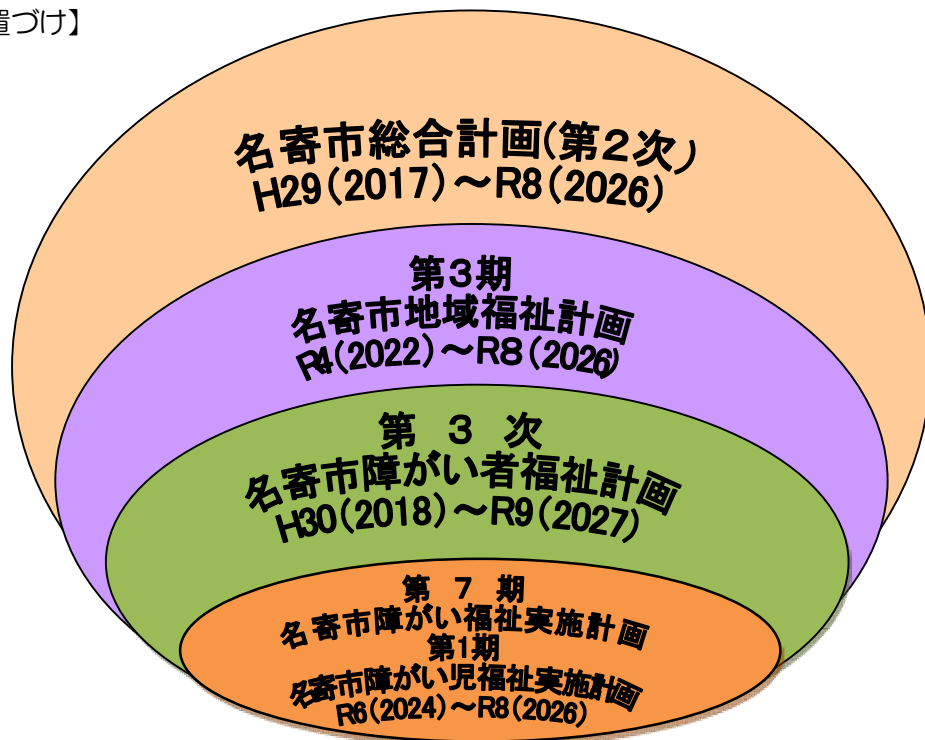 置づけ】
名寄市総合計画(第2次)
H29(2017)～R8(2026)
第3期
名寄市地域福祉計画
R4(2022)～R8(2026)
第 3 次
名寄市障がい者福祉計画
H30(2018)～R9(2027)
第 7 期
名寄市障がい福祉実施計画
第1期
名寄市障がい児福祉実施計画
R6(2024)～R8(2026)